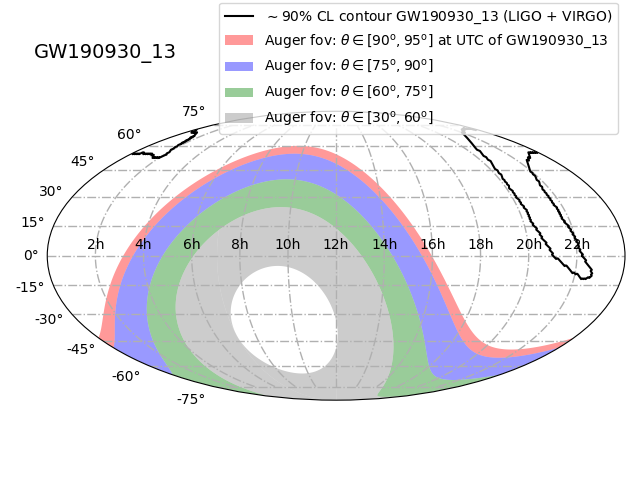 GW190930_13
~ 90% CL contour GW190930_13 (LIGO + VIRGO)
Auger fov: θ ∈ [90°, 95°] at UTC of GW190930_13
Auger fov: θ ∈ [75°, 90°]
Auger fov: θ ∈ [60°, 75°]
Auger fov: θ ∈ [30°, 60°]
75°
60°
45°
30°
15°
0°
-15°
-30°
-45°
-60°
-75°
2h 4h 6h 8h 10h 12h 14h 16h 18h 20h 22h